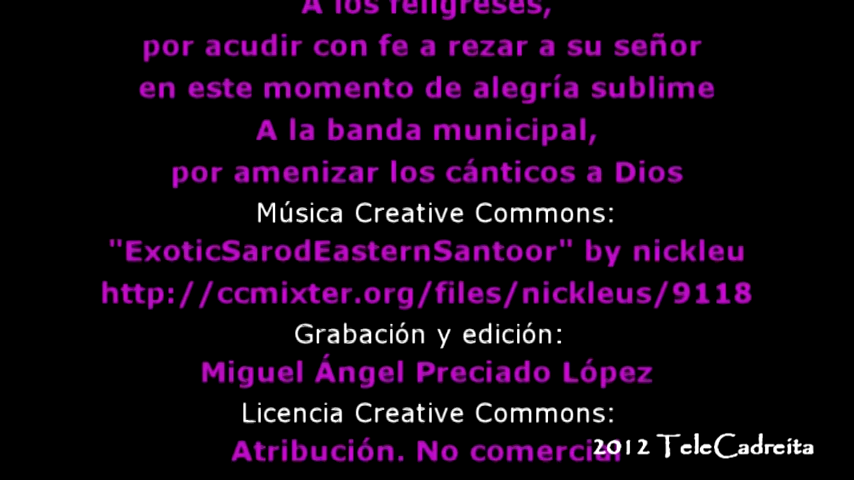 A los feligreses,
por acudir con fe a rezar a su señor
en este momento de alegría sublime
A la banda municipal,
por amenizar los cánticos a Dios
Música Creative Commons:
"ExoticSarodEasternSantoor" by nickleu
http://ccmixter.org/files/nickleus/9118
Grabación y edición:
Miguel Ángel Preciado López
Licencia Creative Commons:
Atribución. No comercial
2012 TeleCadreita